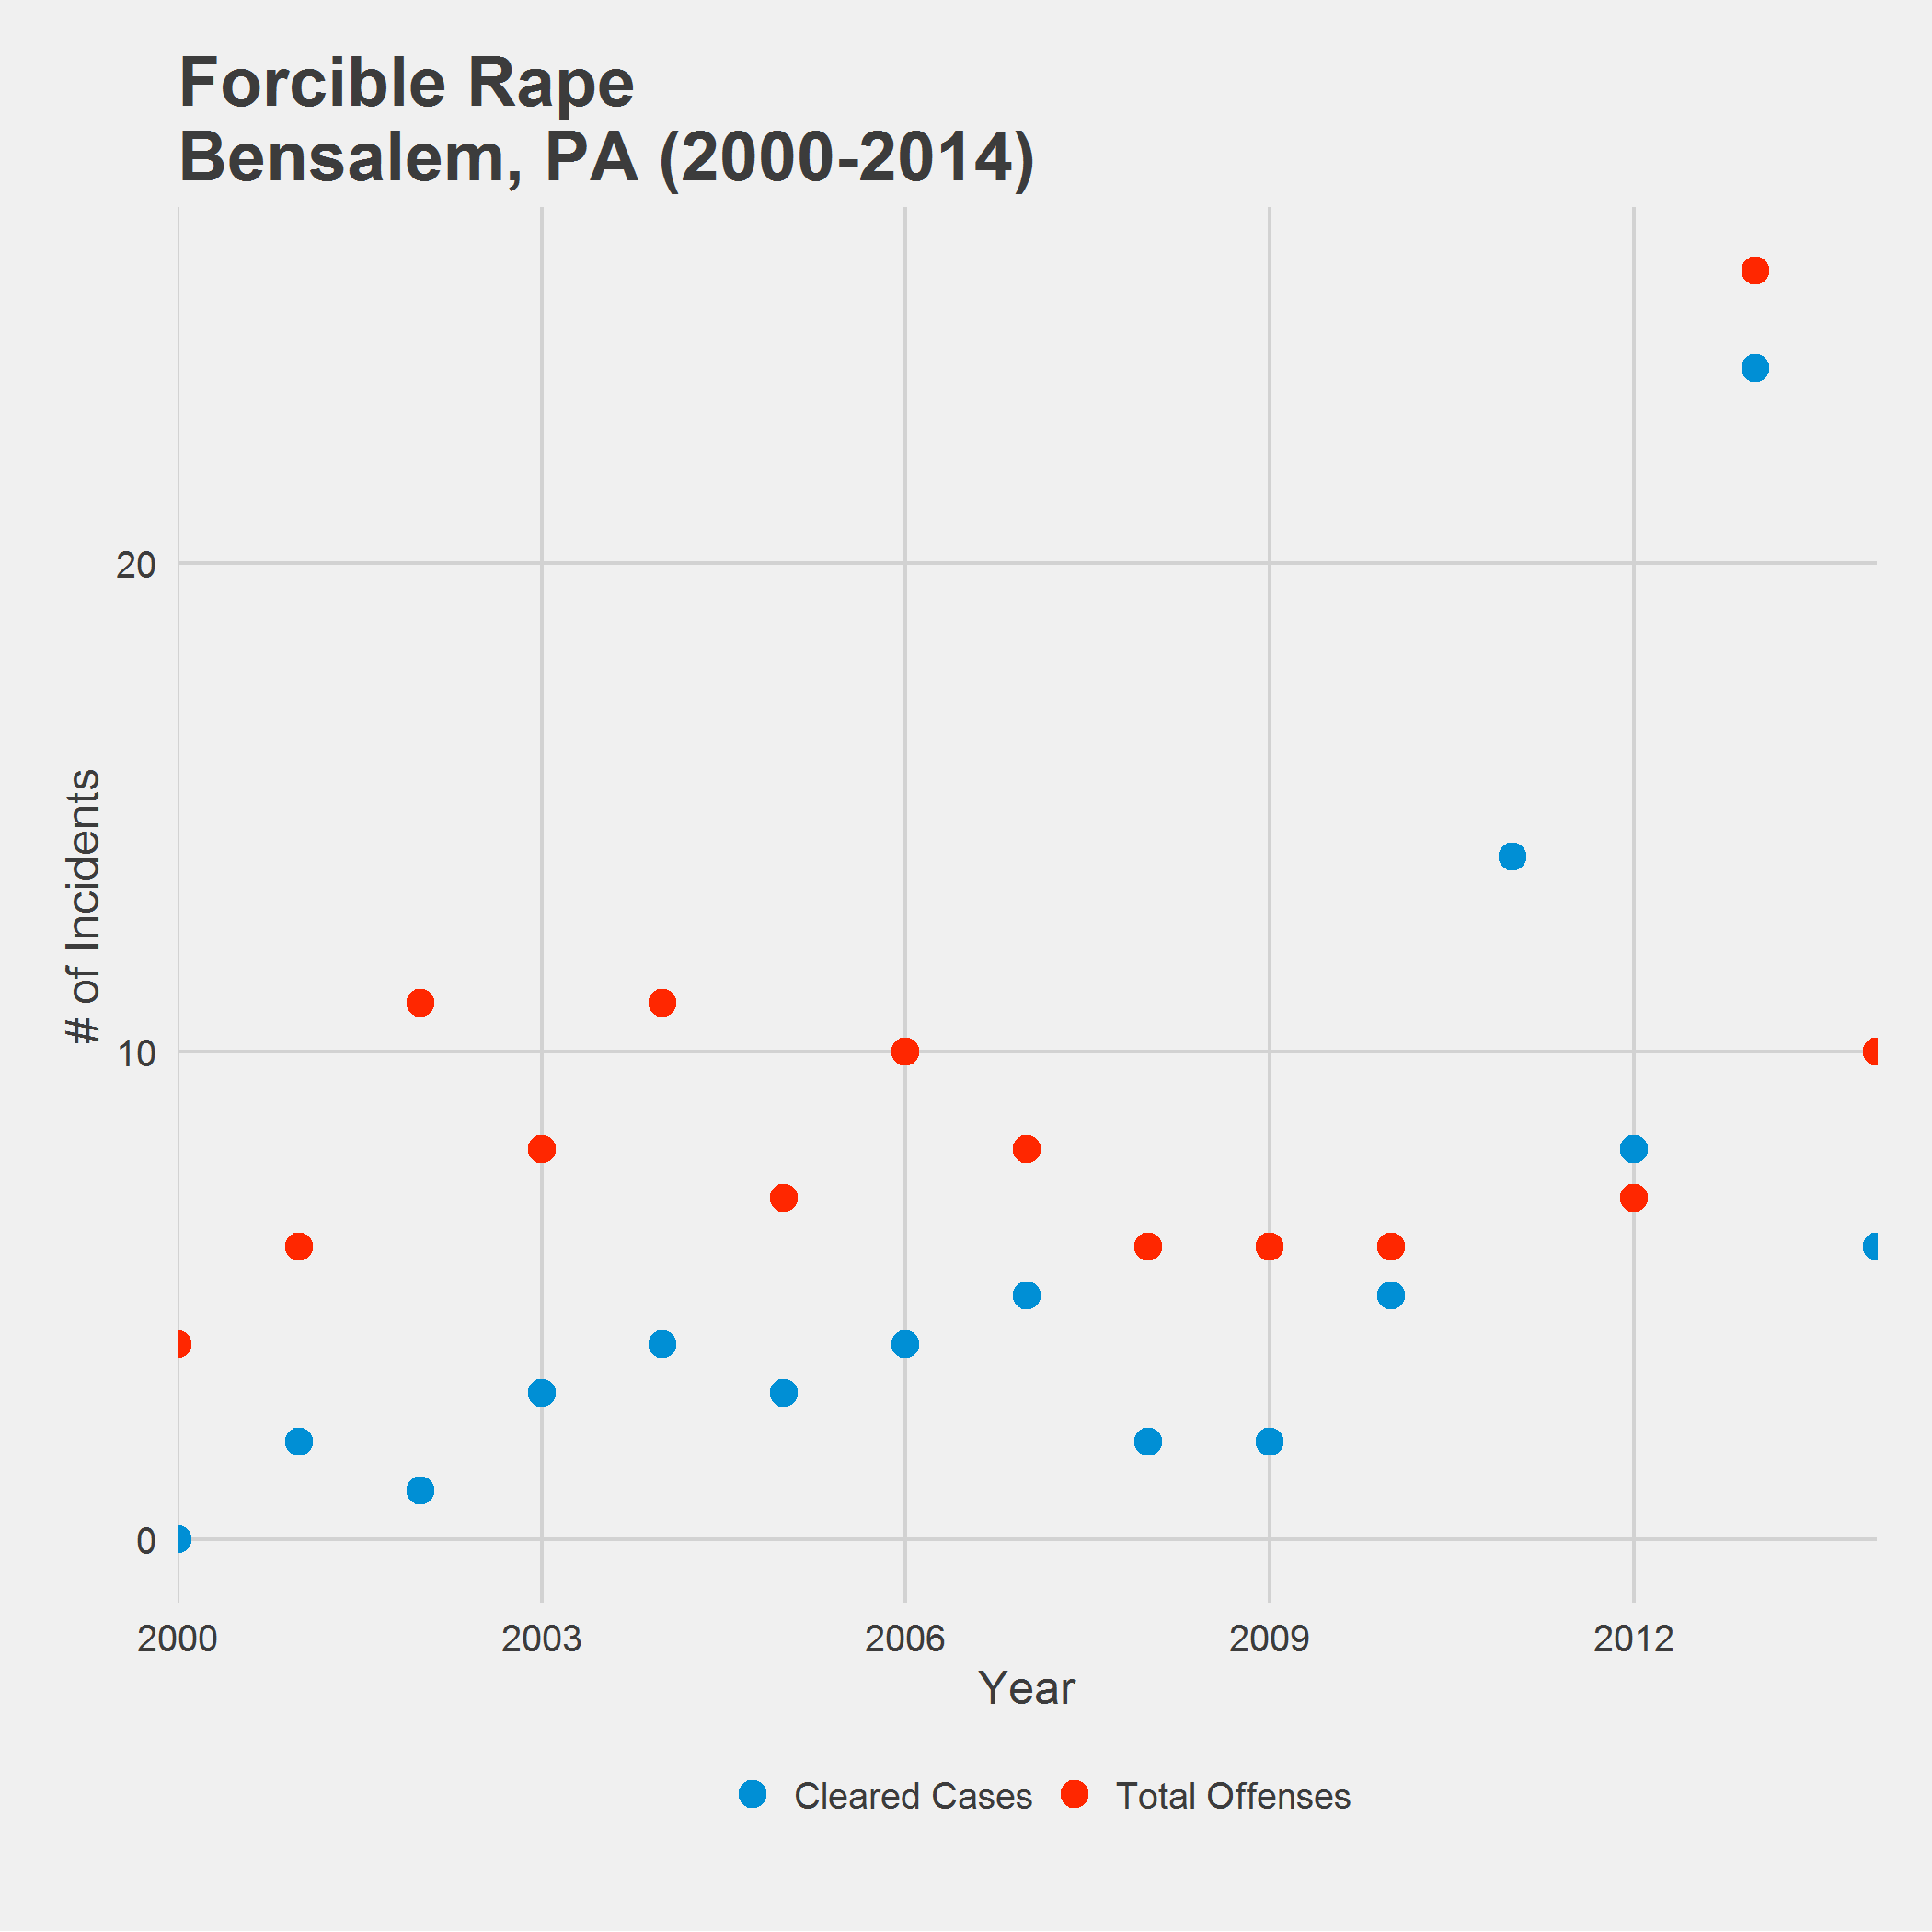 Forcible Rape
Bensalem, PA (2000-2014)
# of Incidents
20
10
0
2000 2003 2006 2009 2012
Year
Cleared Cases Total Offenses